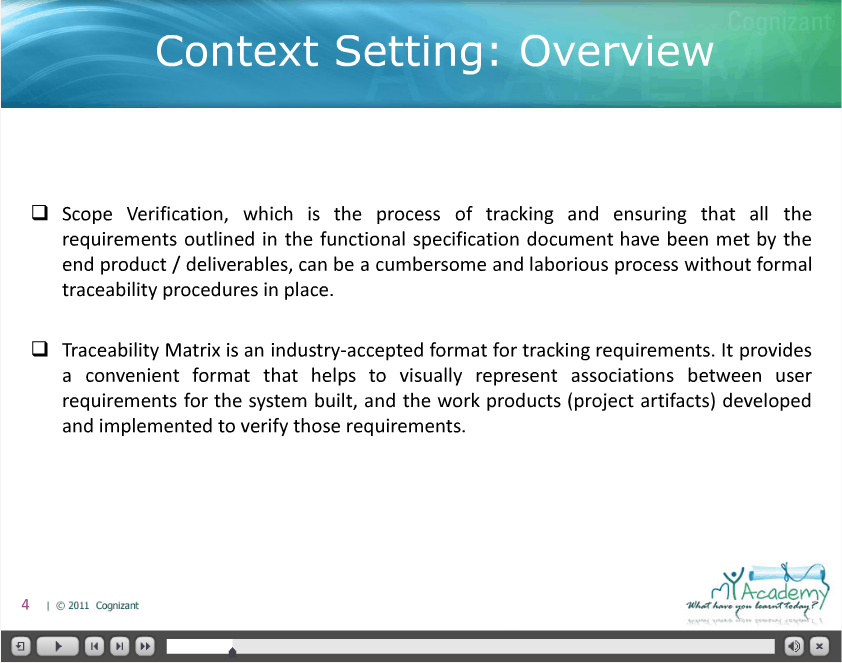 Cognizant
Context Setting: Overview
ACADEMY
Scope Verification, which is the process of tracking and ensuring that all the
requirements outlined in the functional specification document have been met by the
end product / deliverables, can be a cumbersome and laborious process without formal
traceability procedures in place.
Traceability Matrix is an industry-accepted format for tracking requirements. It provides
a convenient format that helps to visually represent associations between user
requirements for the system built, and the work products (project artifacts) developed
and implemented to verify those requirements.
myAcademy
What have you learnt today?
4 | © 2011 Cognizant